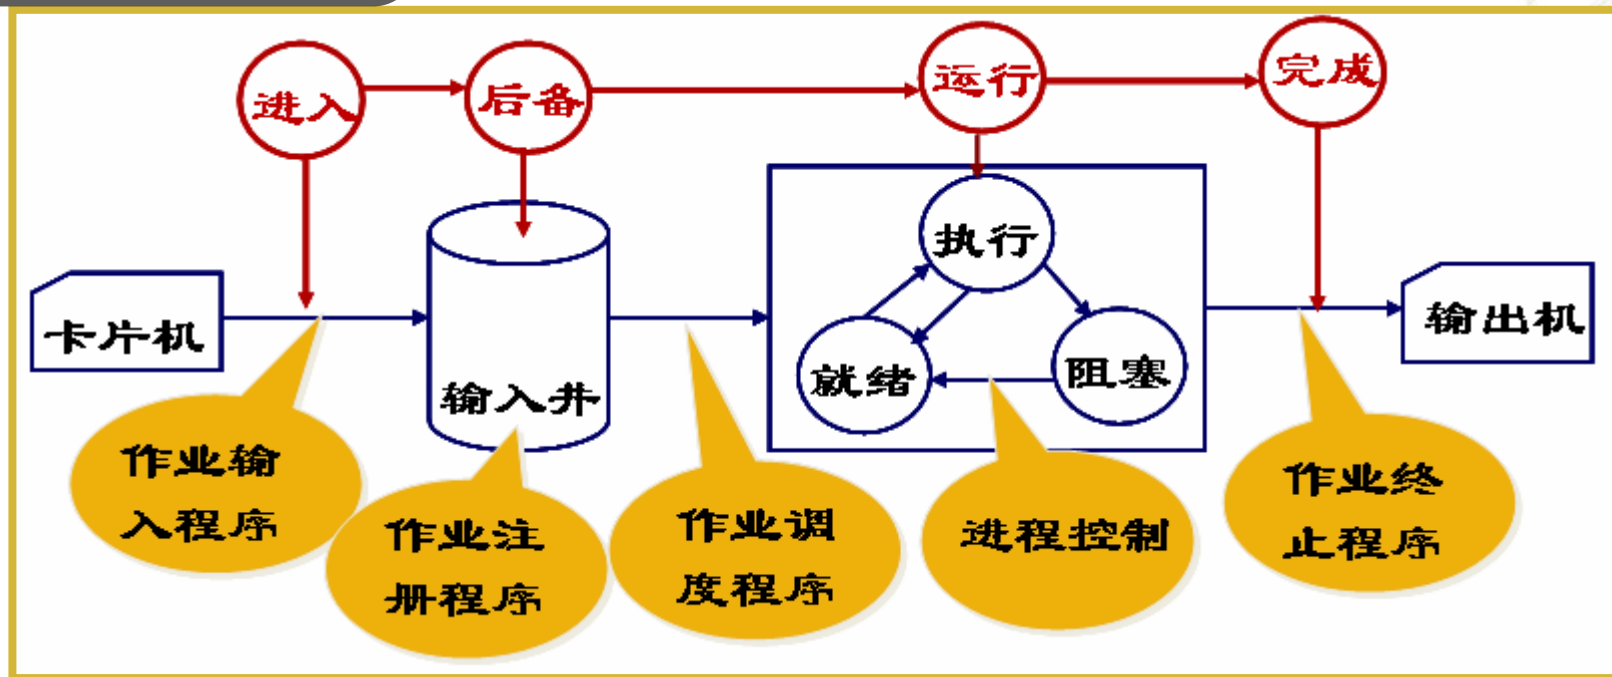 进入
后备
运行
完成
执行
卡片机
输入井
就绪
阻塞
输出机
作业输
入程序
作业注
册程序
作业调
度程序
进程控制
作业终
止程序